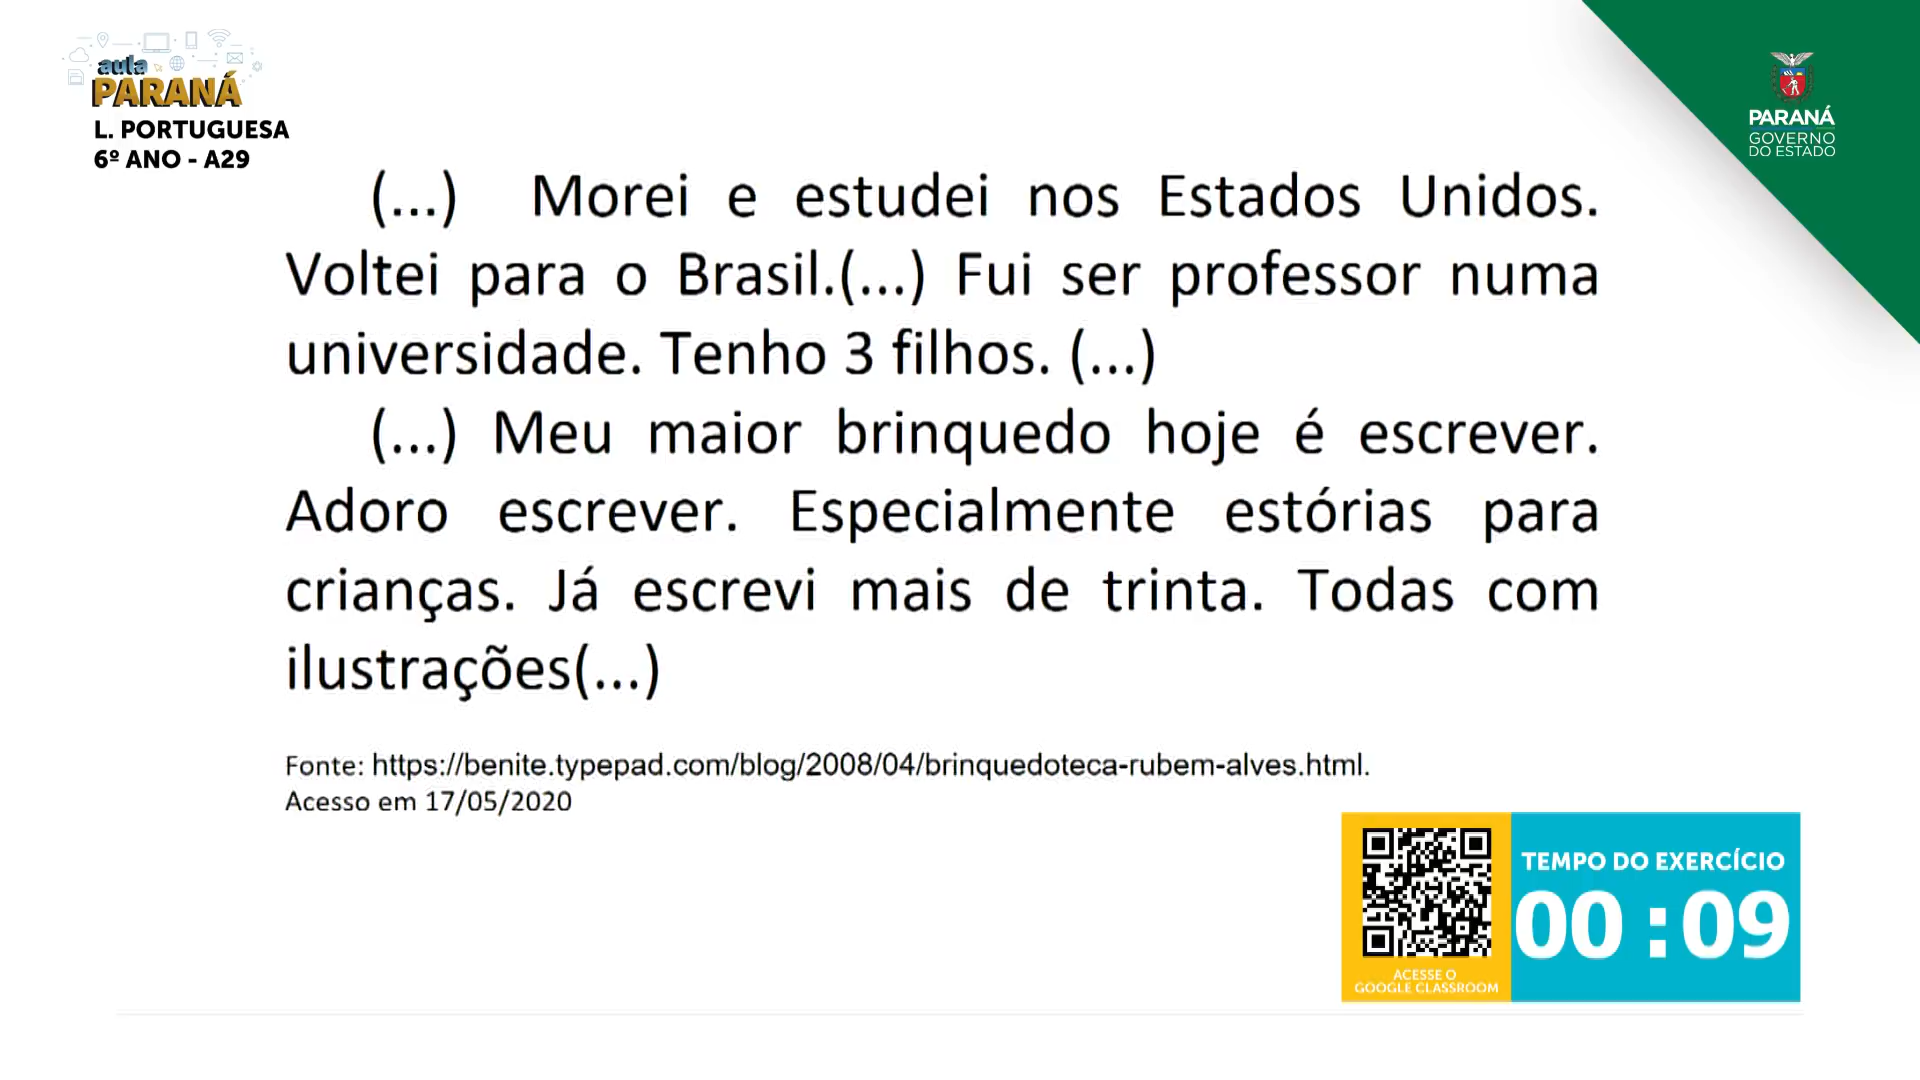 aula
PARANÁ
L. PORTUGUESA
6º ANO - A29
PARANÁ
GOVERNO
DO ESTADO
(...) Morei e estudei nos Estados Unidos.
Voltei para o Brasil.(...) Fui ser professor numa
universidade. Tenho 3 filhos. (...)
(...) Meu maior brinquedo hoje é escrever.
Adoro escrever. Especialmente estórias para
crianças. Já escrevi mais de trinta. Todas com
ilustrações(...)
Fonte: https://benite.typepad.com/blog/2008/04/brinquedoteca-rubem-alves.html.
Acesso em 17/05/2020
TEMPO DO EXERCÍCIO
00 : 09
ACESSE O
GOOGLE CLASSROOM